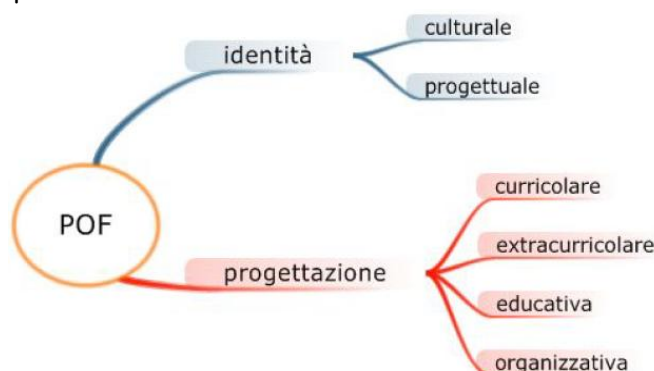 POF
identità
culturale
progettuale
progettazione
curricolare
extracurricolare
educativa
organizzativa